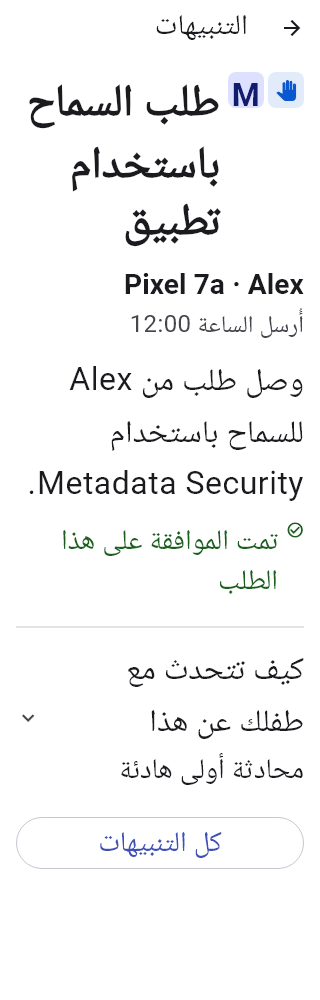 التنبيهات
M
طلب السماح
باستخدام
تطبيق
Pixel 7a · Alex
أرسل الساعة 12:00
وصل طلب من Alex
للسماح باستخدام
Metadata Security.
تمت الموافقة على هذا
الطلب
كيف تتحدث مع
طفلك عن هذا
محادثة أولى هادئة
كل التنبيهات